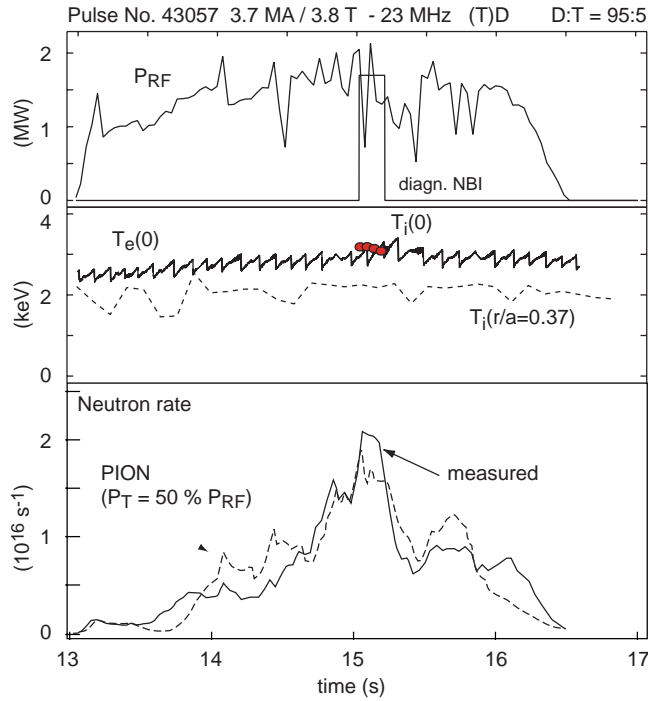 Pulse No. 43057 3.7 MA / 3.8 T - 23 MHz (T)D D:T = 95:5
2
P_RF
(MW)
1
diagn. NBI
0
4
T_e(0)
T_i(0)
(keV)
2
T_i(r/a=0.37)
0
Neutron rate
2
measured
PION
(P_T = 50 % P_RF)
(10^16 s^-1)
1
0
13 14 15 16 17
time (s)